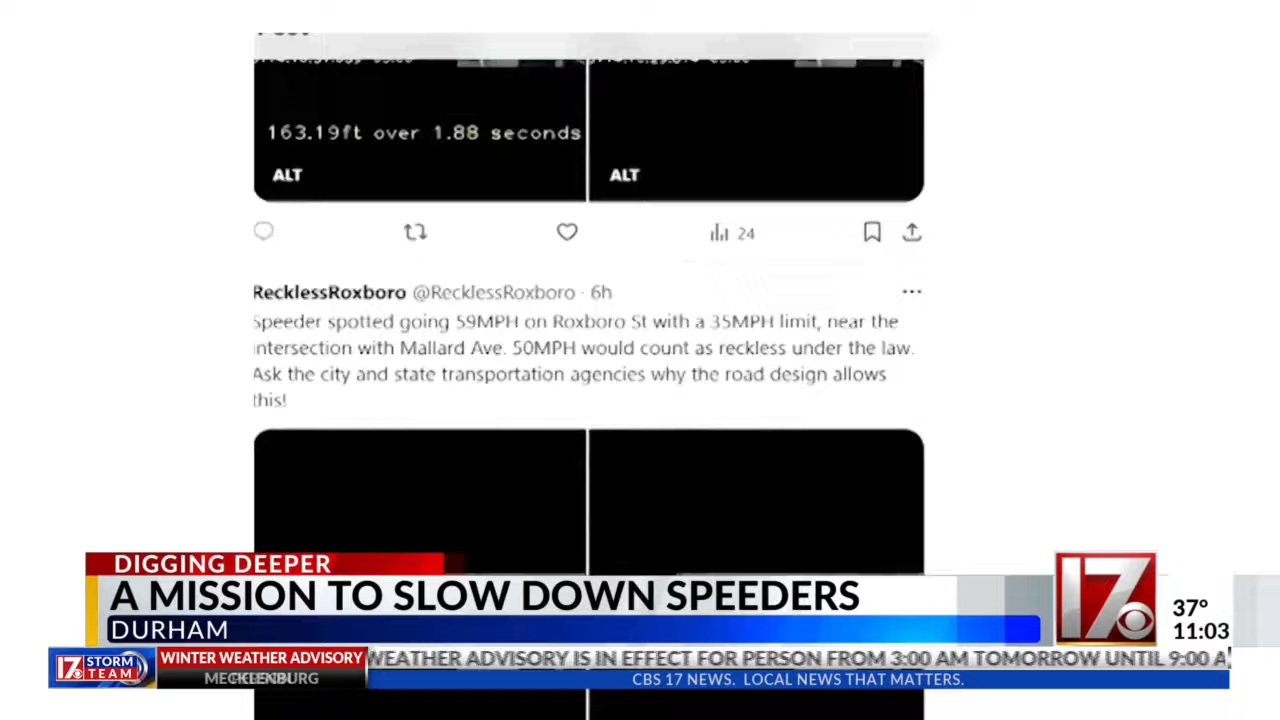 163.19ft over 1.88 seconds
ALT
ALT
24
RecklessRoxboro @RecklessRoxboro · 6h
Speeder spotted going 59MPH on Roxboro St with a 35MPH limit, near the
intersection with Mallard Ave. 50MPH would count as reckless under the law.
Ask the city and state transportation agencies why the road design allows
this!
DIGGING DEEPER
A MISSION TO SLOW DOWN SPEEDERS
DURHAM
17
37°
11:03
17 STORM TEAM
WINTER WEATHER ADVISORY
WEATHER ADVISORY IS IN EFFECT FOR PERSON FROM 3:00 AM TOMORROW UNTIL 9:00 A
CBS 17 NEWS. LOCAL NEWS THAT MATTERS.